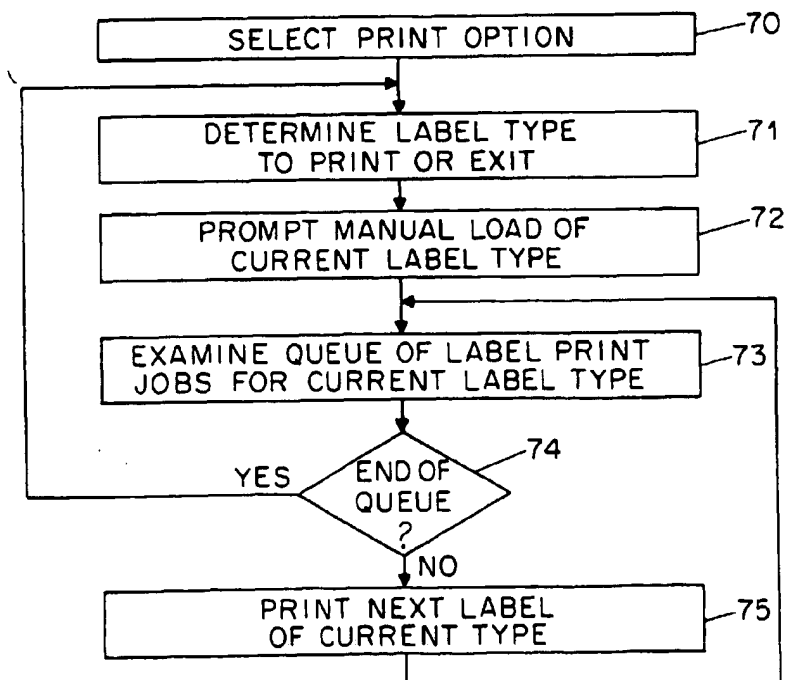 SELECT PRINT OPTION
70
DETERMINE LABEL TYPE
TO PRINT OR EXIT
71
PROMPT MANUAL LOAD OF
CURRENT LABEL TYPE
72
EXAMINE QUEUE OF LABEL PRINT
JOBS FOR CURRENT LABEL TYPE
73
74
YES
END OF
QUEUE
?
NO
PRINT NEXT LABEL
OF CURRENT TYPE
75